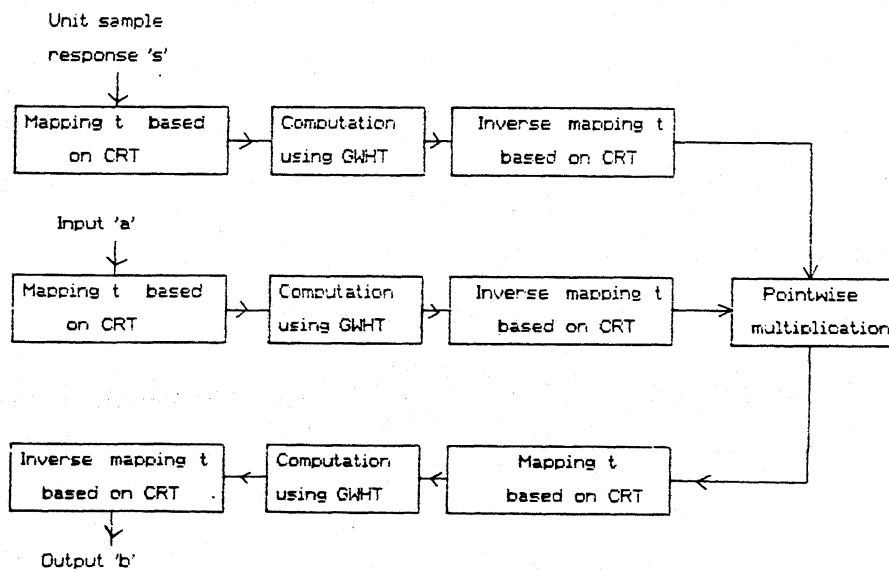 Unit sample
response 's'
Mapping t based
on CRT
Computation
using GWHT
Inverse mapping t
based on CRT
Input 'a'
Mapping t based
on CRT
Computation
using GWHT
Inverse mapping t
based on CRT
Pointwise
multiplication
Inverse mapping t
based on CRT
Computation
using GWHT
Mapping t
based on CRT
Output 'b'